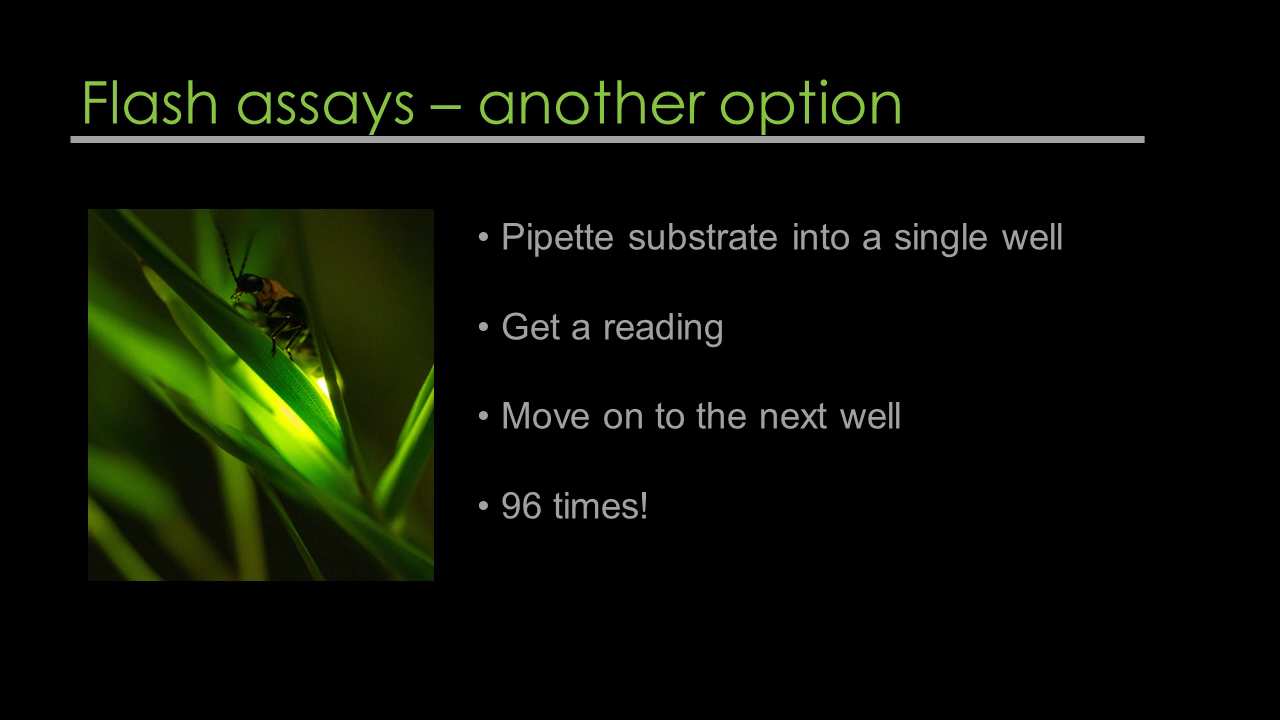 Flash assays – another option
• Pipette substrate into a single well
• Get a reading
• Move on to the next well
• 96 times!